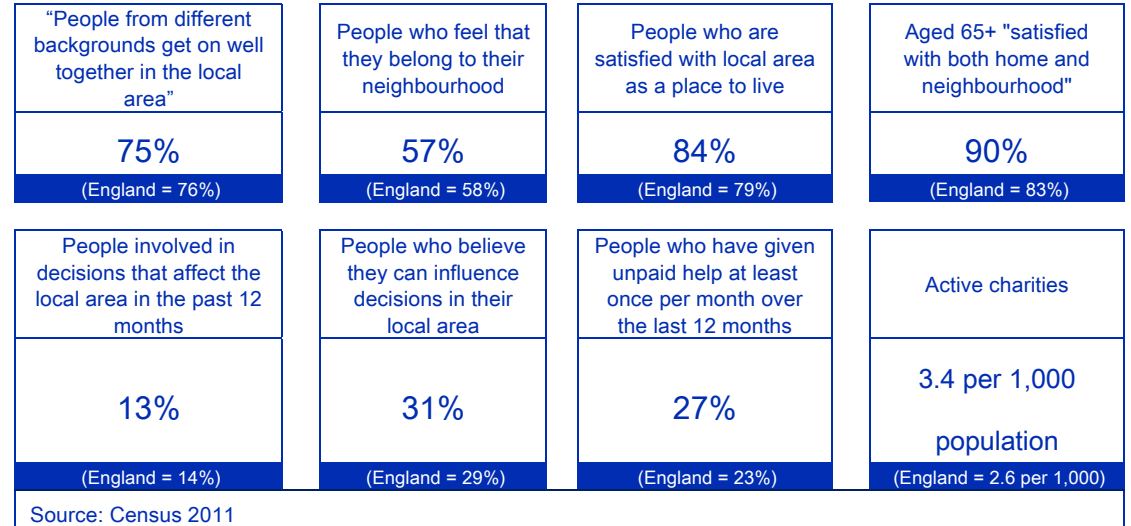 “People from different
backgrounds get on well
together in the local
area”
75%
(England = 76%)
People who feel that
they belong to their
neighbourhood
57%
(England = 58%)
People who are
satisfied with local area
as a place to live
84%
(England = 79%)
Aged 65+ "satisfied
with both home and
neighbourhood"
90%
(England = 83%)
People involved in
decisions that affect the
local area in the past 12
months
13%
(England = 14%)
People who believe
they can influence
decisions in their
local area
31%
(England = 29%)
People who have given
unpaid help at least
once per month over
the last 12 months
27%
(England = 23%)
Active charities
3.4 per 1,000
population
(England = 2.6 per 1,000)
Source: Census 2011